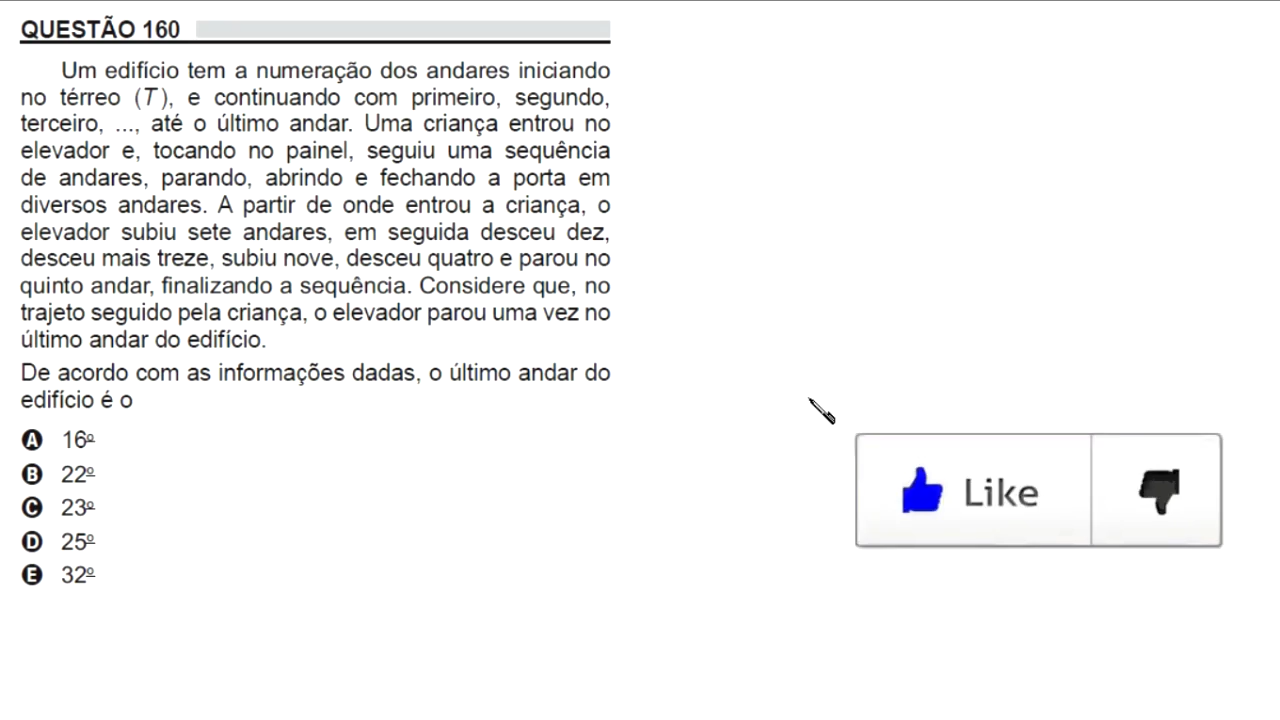 QUESTÃO 160
Um edifício tem a numeração dos andares iniciando
no térreo (T), e continuando com primeiro, segundo,
terceiro, ..., até o último andar. Uma criança entrou no
elevador e, tocando no painel, seguiu uma sequência
de andares, parando, abrindo e fechando a porta em
diversos andares. A partir de onde entrou a criança, o
elevador subiu sete andares, em seguida desceu dez,
desceu mais treze, subiu nove, desceu quatro e parou no
quinto andar, finalizando a sequência. Considere que, no
trajeto seguido pela criança, o elevador parou uma vez no
último andar do edifício.
De acordo com as informações dadas, o último andar do
edifício é o
A 16º
B 22º
C 23º
D 25º
E 32º
Like